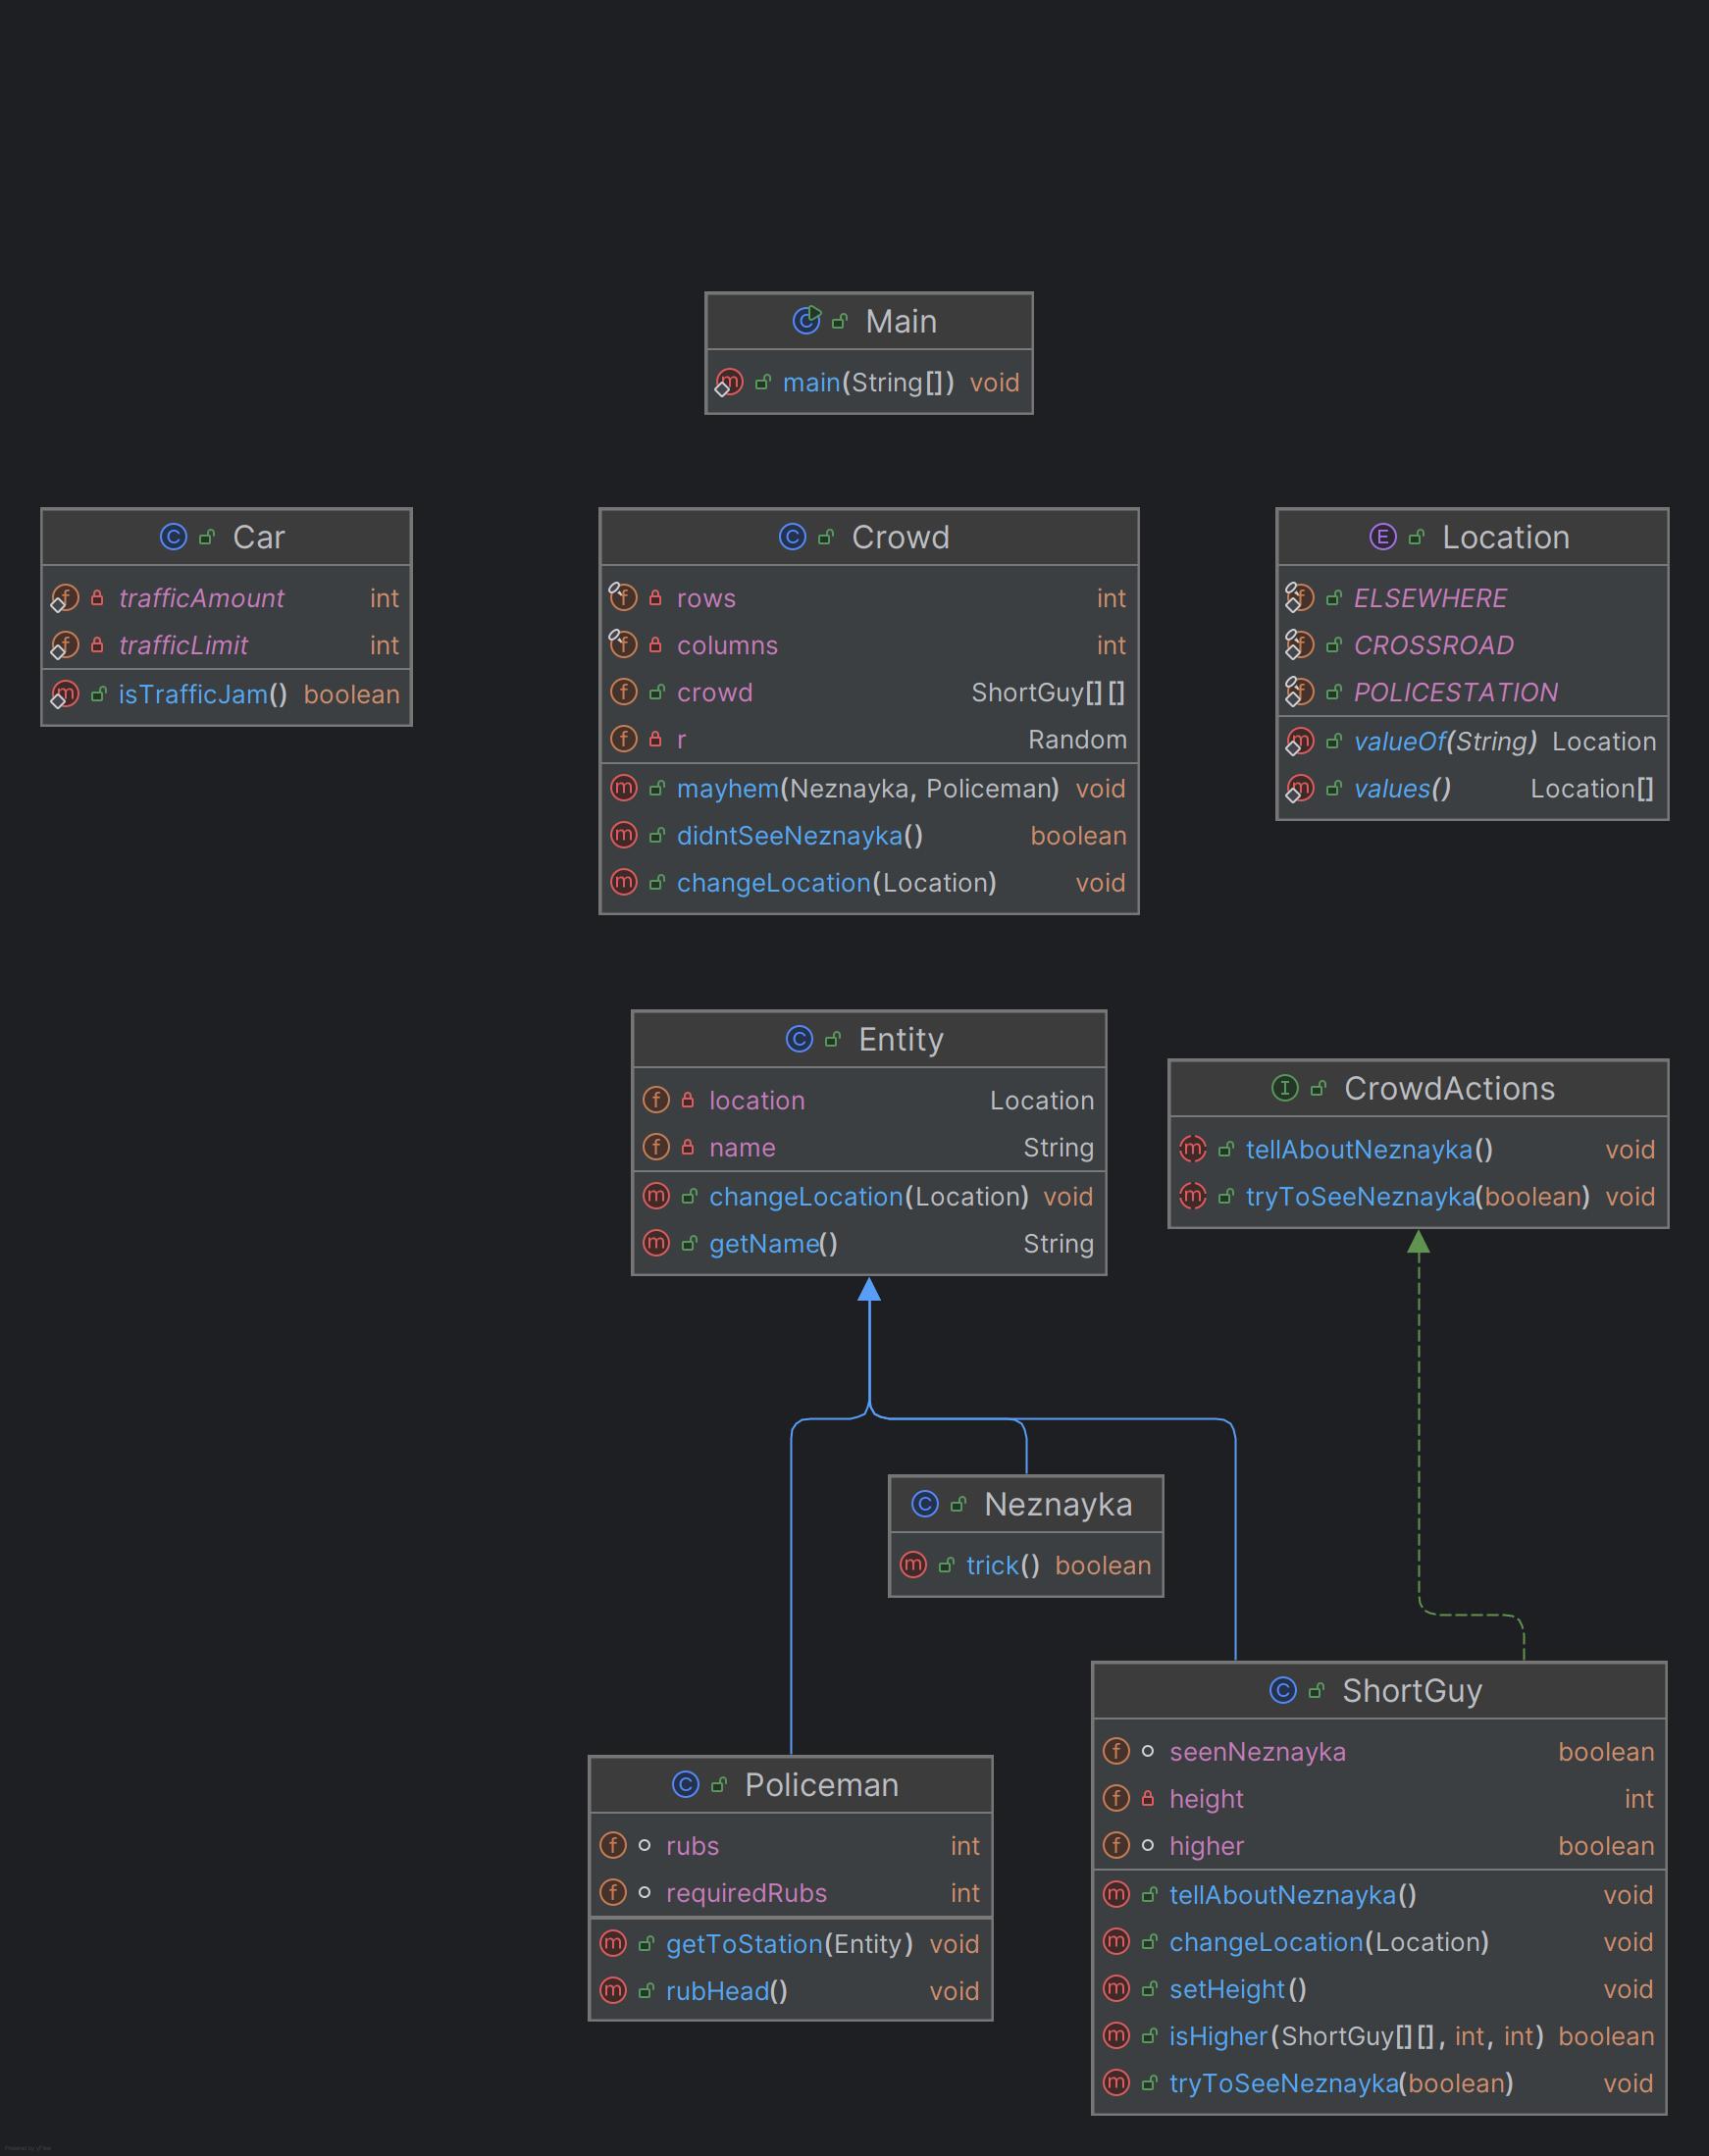 Main
main(String[]) void
Car
trafficAmount int
trafficLimit int
isTrafficJam() boolean
Crowd
rows int
columns int
crowd ShortGuy[][]
r Random
mayhem(Neznayka, Policeman) void
didntSeeNeznayka() boolean
changeLocation(Location) void
Location
ELSEWHERE
CROSSROAD
POLICESTATION
valueOf(String) Location
values() Location[]
Entity
location Location
name String
changeLocation(Location) void
getName() String
CrowdActions
tellAboutNeznayka() void
tryToSeeNeznayka(boolean) void
Neznayka
trick() boolean
Policeman
rubs int
requiredRubs int
getToStation(Entity) void
rubHead() void
ShortGuy
seenNeznayka boolean
height int
higher boolean
tellAboutNeznayka() void
changeLocation(Location) void
setHeight() void
isHigher(ShortGuy[][], int, int) boolean
tryToSeeNeznayka(boolean) void
Powered by yFiles